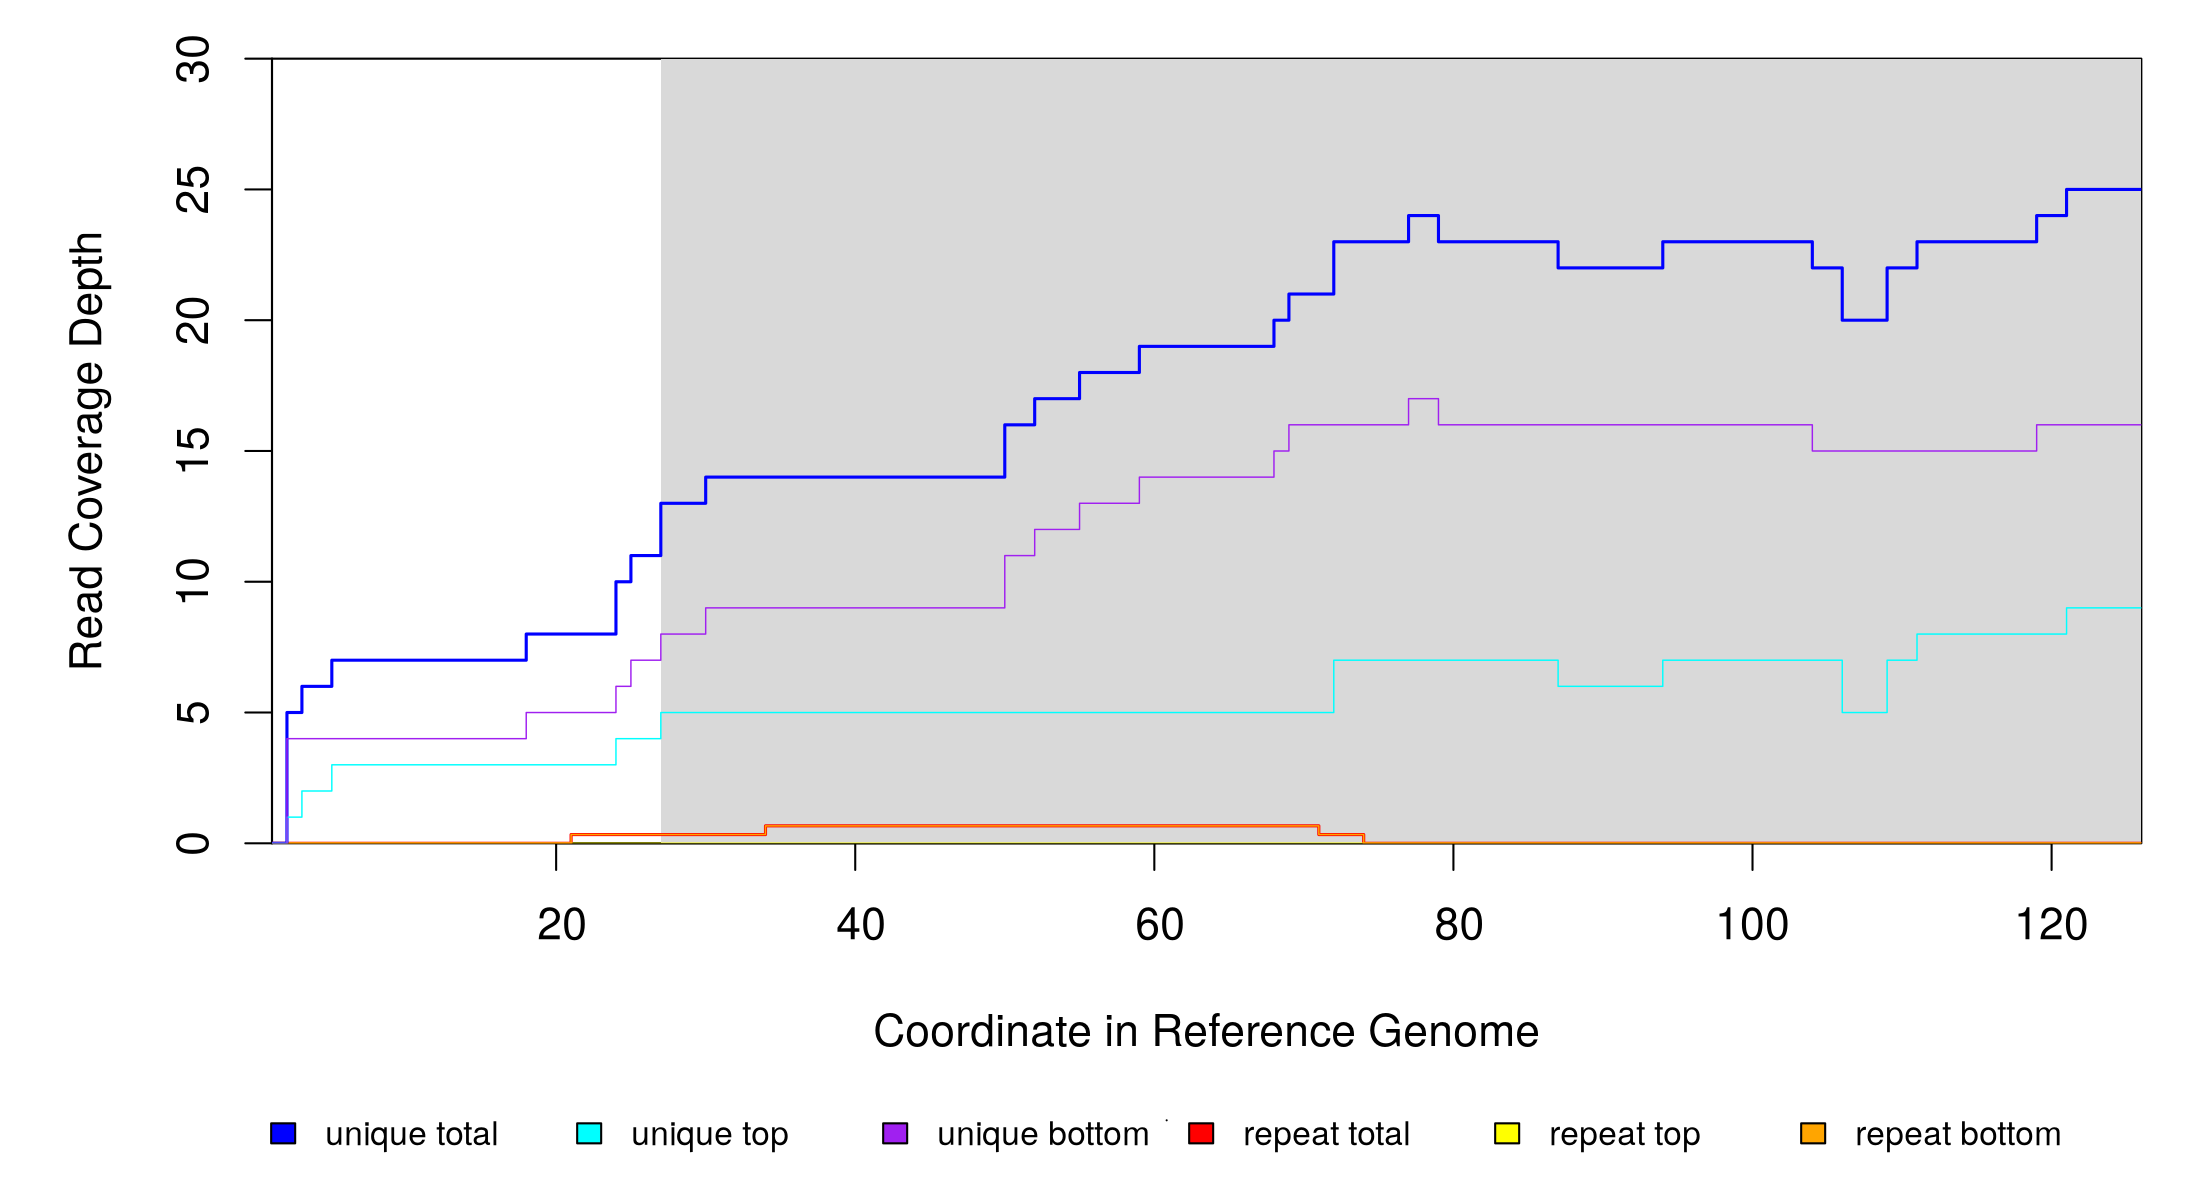 Read Coverage Depth
30
25
20
15
10
5
0
20 40 60 80 100 120
Coordinate in Reference Genome
unique total unique top unique bottom repeat total repeat top repeat bottom